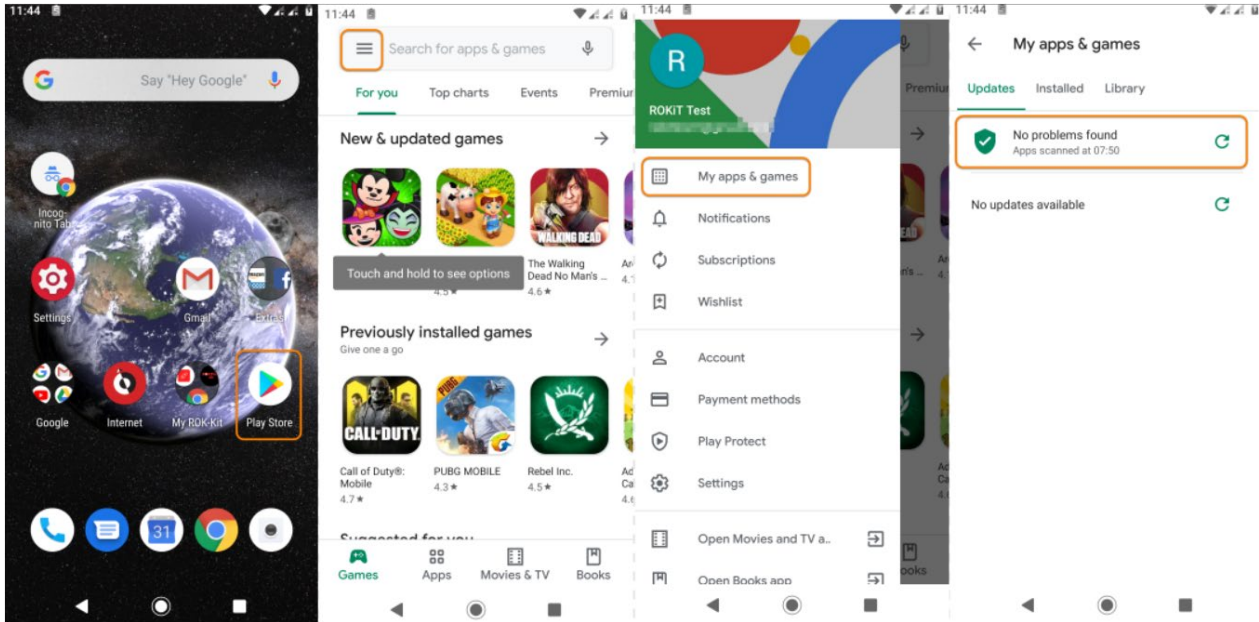 11:44
Say "Hey Google"
Incog-
nito Tab
Settings
Gmail
Extras
Google
Internet
My ROK-Kit
Play Store
31
11:44
Search for apps & games
For you
Top charts
Events
Premium
New & updated games
WALKING DEAD
Touch and hold to see options
4.5★
The Walking
Dead No Man's ...
4.6★
Previously installed games
Give one a go
CALL OF DUTY
PUBG
Call of Duty®:
Mobile
4.7★
PUBG MOBILE
4.3★
Rebel Inc.
4.5★
Suggested for you
Games
Apps
Movies & TV
Books
11:44
R
ROKiT Test
My apps & games
Notifications
Subscriptions
Wishlist
Account
Payment methods
Play Protect
Settings
Open Movies and TV a..
Open Books app
11:44
My apps & games
Updates
Installed
Library
No problems found
Apps scanned at 07:50
No updates available